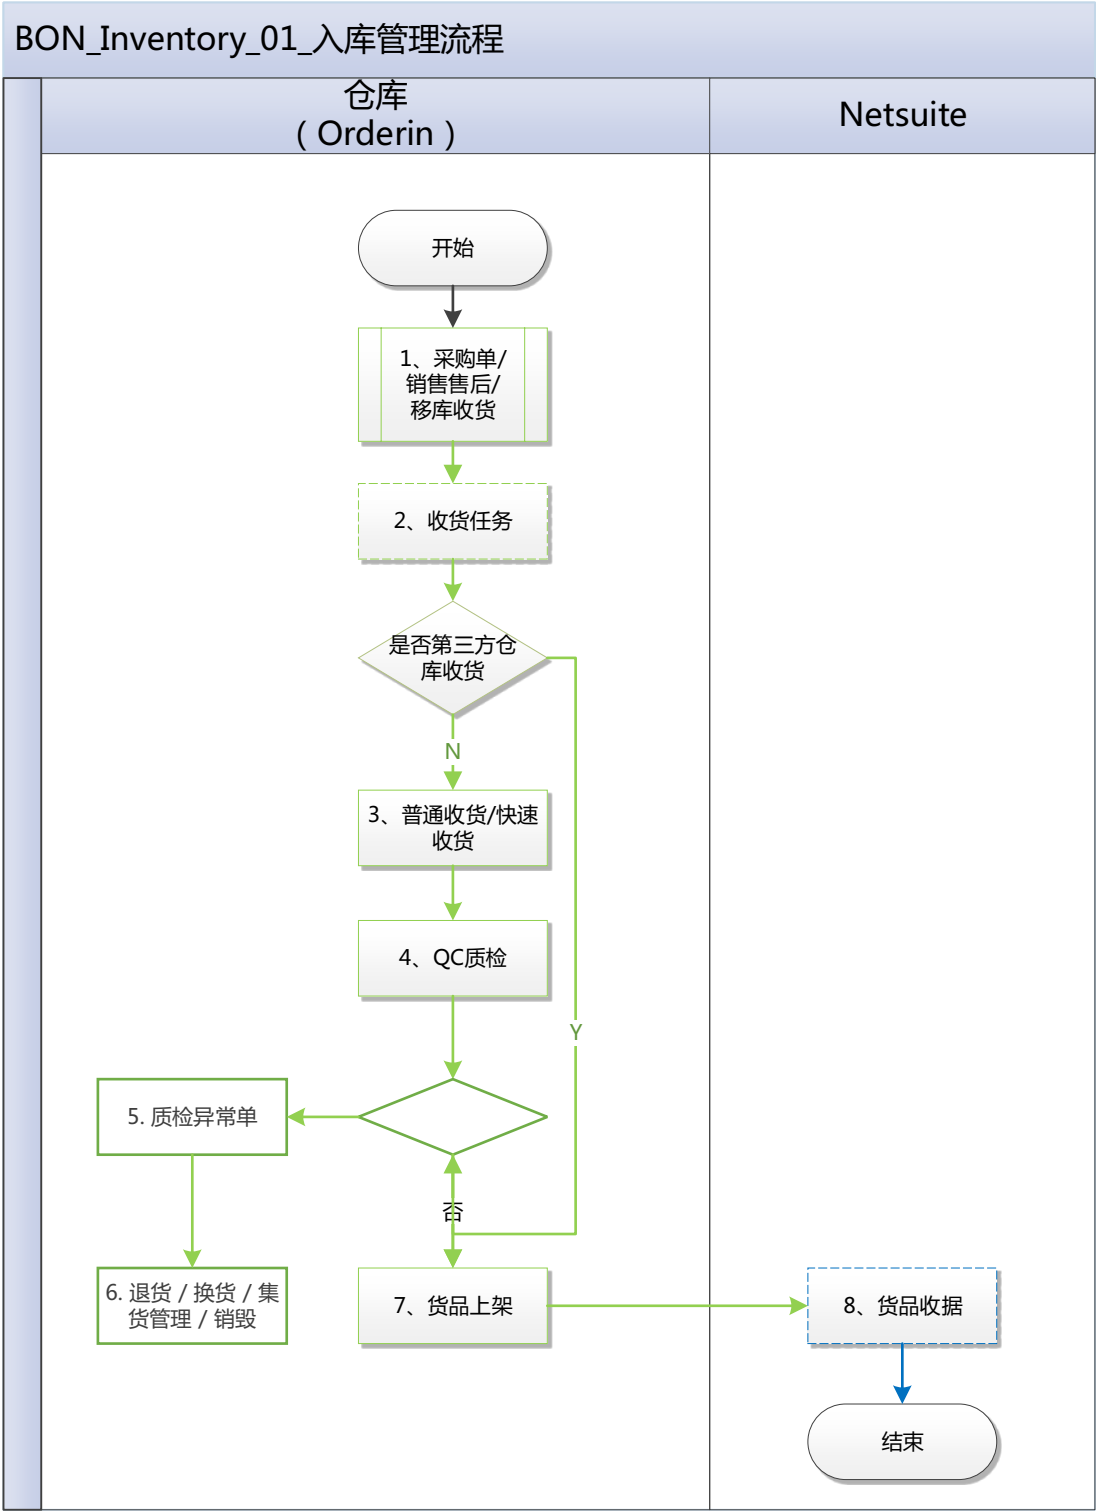 BON_Inventory_01_入库管理流程
仓库
（Orderin）
Netsuite
开始
1、采购单/
销售售后/
移库收货
2、收货任务
是否第三方仓
库收货
N
3、普通收货/快速
收货
4、QC质检
Y
5. 质检异常单
否
6. 退货 / 换货 / 集
货管理 / 销毁
7、货品上架
8、货品收据
结束